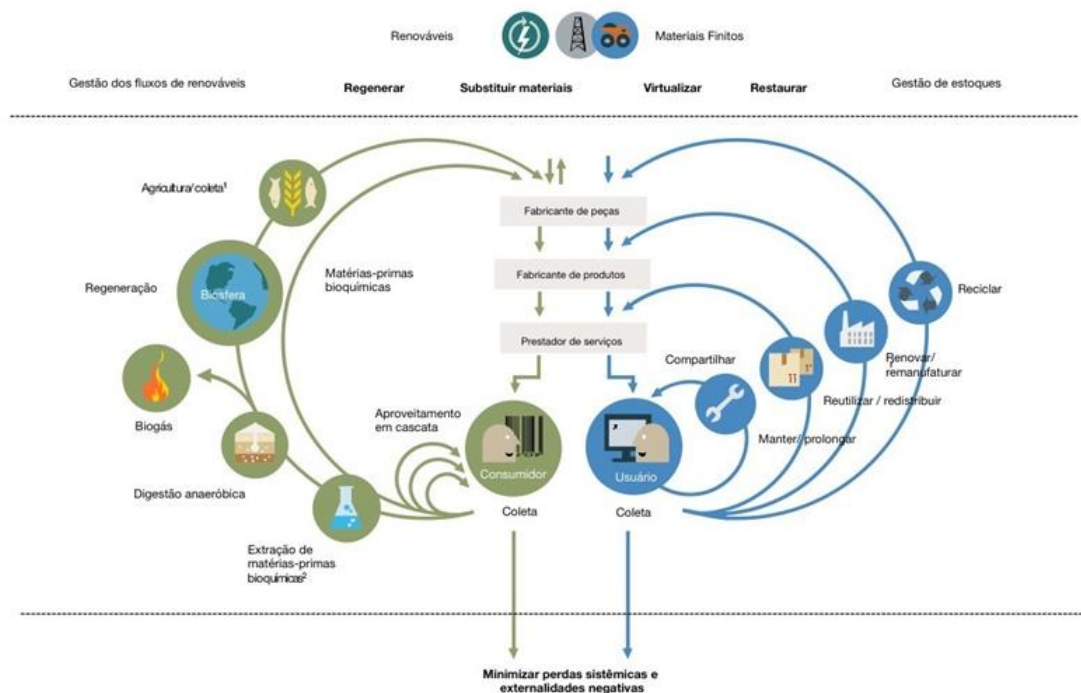 Renováveis
Materiais Finitos
Gestão dos fluxos de renováveis
Regenerar
Substituir materiais
Virtualizar
Restaurar
Gestão de estoques
Agricultura/coleta¹
Fabricante de peças
Matérias-primas
bioquímicas
Regeneração
Biosfera
Fabricante de produtos
Reciclar
Prestador de serviços
Compartilhar
Renovar/
remanufaturar
Biogás
Aproveitamento
em cascata
Reutilizar / redistribuir
Manter/prolongar
Consumidor
Usuário
Digestão anaeróbica
Coleta
Coleta
Extração de
matérias-primas
bioquímicas²
Minimizar perdas sistêmicas e
externalidades negativas